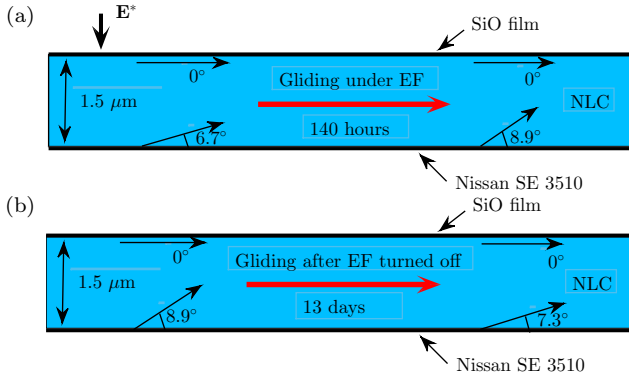 (a)
E*
SiO film
0°
0°
Gliding under EF
1.5 μm
NLC
6.7°
140 hours
8.9°
Nissan SE 3510
(b)
SiO film
0°
0°
Gliding after EF turned off
1.5 μm
NLC
8.9°
13 days
7.3°
Nissan SE 3510